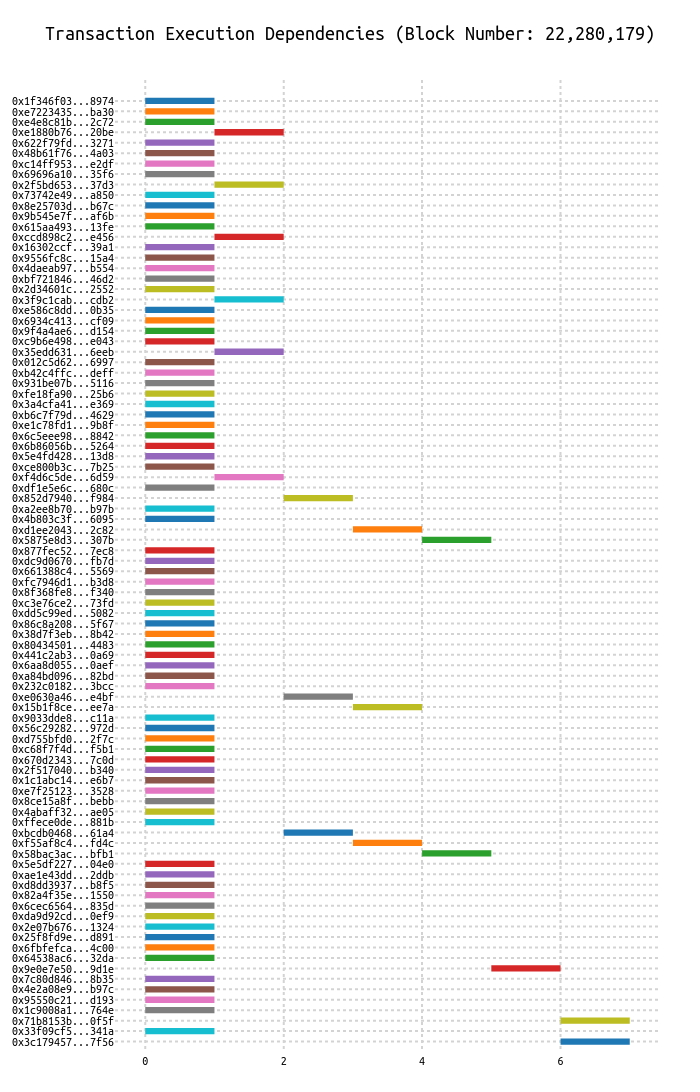 Transaction Execution Dependencies (Block Number: 22,280,179)
0x1f346f03...8974
0xe7223435...ba30
0xe4e8c81b...2c72
0xe1880b76...20be
0x622f79fd...3271
0x48b61f76...4a03
0xc14ff953...e2df
0x69696a10...35f6
0x2f5bd653...37d3
0x73742e49...a850
0x8e25703d...b67c
0x9b545e7f...af6b
0x615aa493...13fe
0xccd898c2...e456
0x16302ccf...39a1
0x9556fc8c...15a4
0x4daeab97...b554
0xbf721846...46d2
0x2d34601c...2552
0x3f9c1cab...cdb2
0xe586c8dd...0b35
0x6934c413...cf09
0x9f4a4ae6...d154
0xc9b6e498...e043
0x35edd631...6eeb
0x012c5d62...6997
0xb42c4ffc...deff
0x931be07b...5116
0xfe18fa90...25b6
0x3a4cfa41...e369
0xb6c7f79d...4629
0xe1c78fd1...9b8f
0x6c5eee98...8842
0x6b86056b...5264
0x5e4fd428...13d8
0xce800b3c...7b25
0xf4d6c5de...6d59
0xdf1e5e6c...680c
0x852d7940...f984
0xa2ee8b70...b97b
0x4b803c3f...6095
0xd1ee2043...2c82
0x5875e8d3...307b
0x877fec52...7ec8
0xdc9d0670...fb7d
0x661388c4...5569
0xfc7946d1...b3d8
0x8f368fe8...f340
0xc3e76ce2...73fd
0xdd5c99ed...5082
0x86c8a208...5f67
0x38d7f3eb...8b42
0x80434501...4483
0x441c2ab3...0a69
0x6aa8d055...0aef
0xa84bd096...82bd
0x232c0182...3bcc
0xe0630a46...e4bf
0x15b1f8ce...ee7a
0x9033dde8...c11a
0x56c29282...972d
0xd755bfd0...2f7c
0xc68f7f4d...f5b1
0x670d2343...7c0d
0x2f517040...b340
0x1c1abc14...e6b7
0xe7f25123...3528
0x8ce15a8f...bebb
0x4abaff32...ae05
0xffece0de...881b
0xbcdb0468...61a4
0xf55af8c4...fd4c
0x58bac3ac...bfb1
0x5e5df227...04e0
0xae1e43dd...2ddb
0xd8dd3937...b8f5
0x82a4f35e...1550
0x6cec6564...835d
0xda9d92cd...0ef9
0x2e07b676...1324
0x25f8fd9e...d891
0x6fbfefca...4c00
0x64538ac6...32da
0x9e0e7e50...9d1e
0x7c80d846...8b35
0x4e2a08e9...b97c
0x95550c21...d193
0x1c9008a1...764e
0x71b8153b...0f5f
0x33f09cf5...341a
0x3c179457...7f56
0 2 4 6